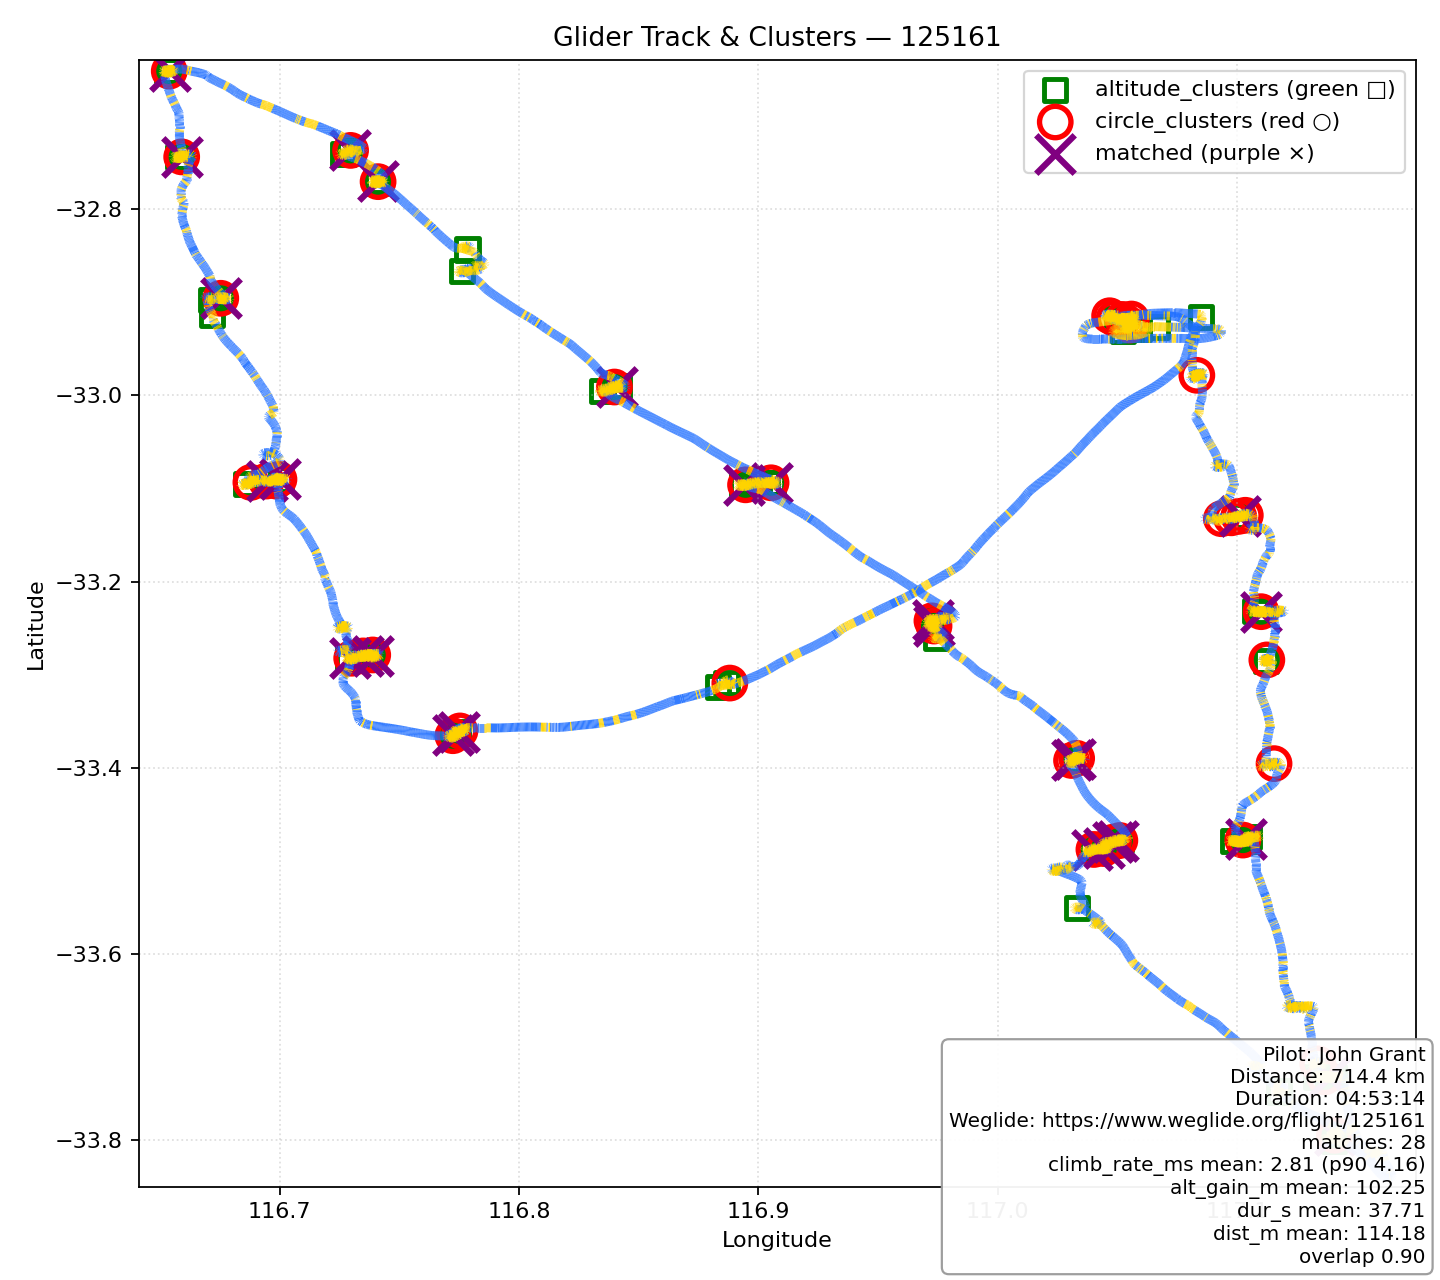 Glider Track & Clusters — 125161
altitude_clusters (green □)
circle_clusters (red ○)
matched (purple ×)
−32.8
−33.0
−33.2
−33.4
−33.6
−33.8
Latitude
116.7
116.8
116.9
117.0
Longitude
Pilot: John Grant
Distance: 714.4 km
Duration: 04:53:14
Weglide: https://www.weglide.org/flight/125161
matches: 28
climb_rate_ms mean: 2.81 (p90 4.16)
alt_gain_m mean: 102.25
dur_s mean: 37.71
dist_m mean: 114.18
overlap 0.90